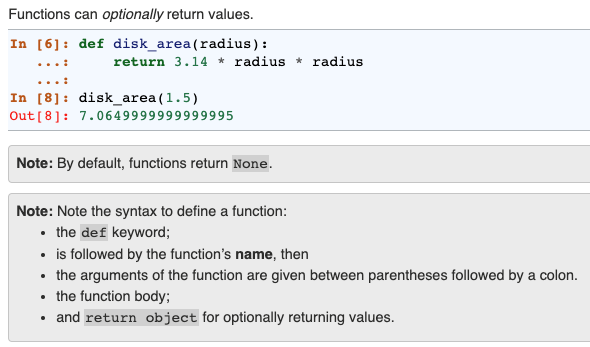 Functions can optionally return values.
In [6]: def disk_area(radius):
   ...:     return 3.14 * radius * radius
   ...:
In [8]: disk_area(1.5)
Out[8]: 7.0649999999999995
Note: By default, functions return None.
Note: Note the syntax to define a function:
• the def keyword;
• is followed by the function's name, then
• the arguments of the function are given between parentheses followed by a colon.
• the function body;
• and return object for optionally returning values.